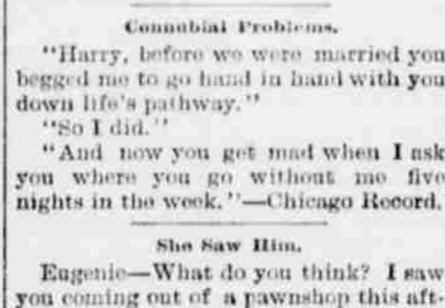 Connubial Problems.
"Harry, before we were married you
begged me to go hand in hand with you
down life's pathway."
"So I did."
"And now you get mad when I ask
you where you go without me five
nights in the week."—Chicago Record.
She Saw Him.
Eugenie—What do you think? I saw
you coming out of a pawnshop this aft-